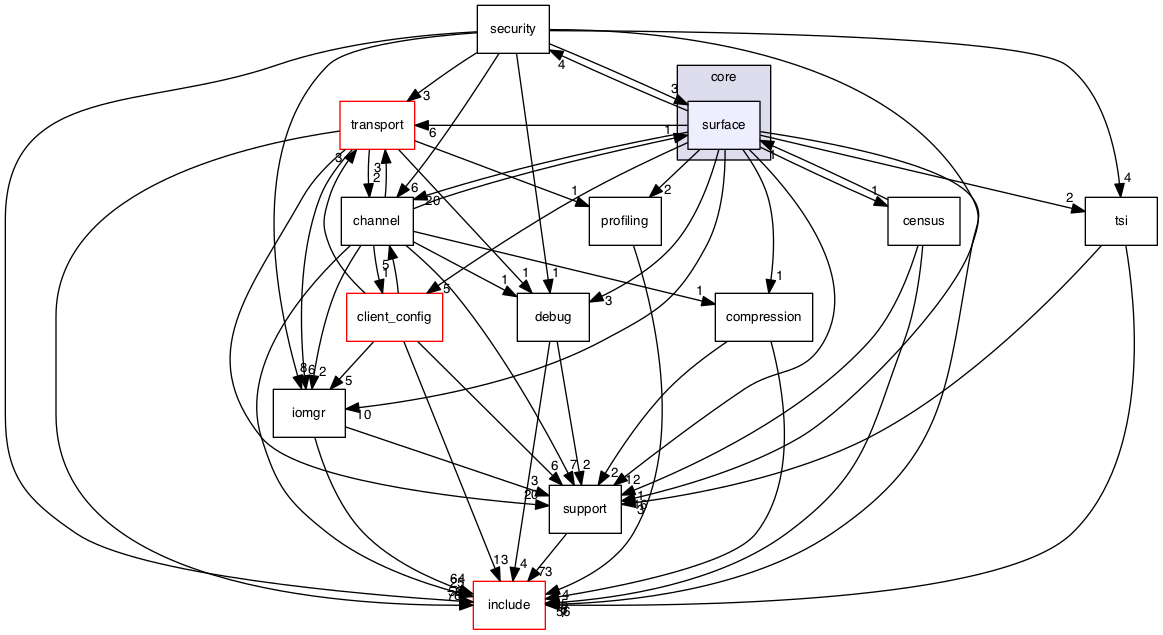 security
core
4
3
transport
surface
6
3
1
1
8
3
2
6
20
1
2
1
4
2
channel
profiling
census
tsi
5
1
1
1
1
1
5
3
client_config
debug
compression
8
6
2
5
iomgr
10
6
7
2
2
12
3
20
support
13
4
73
64
include